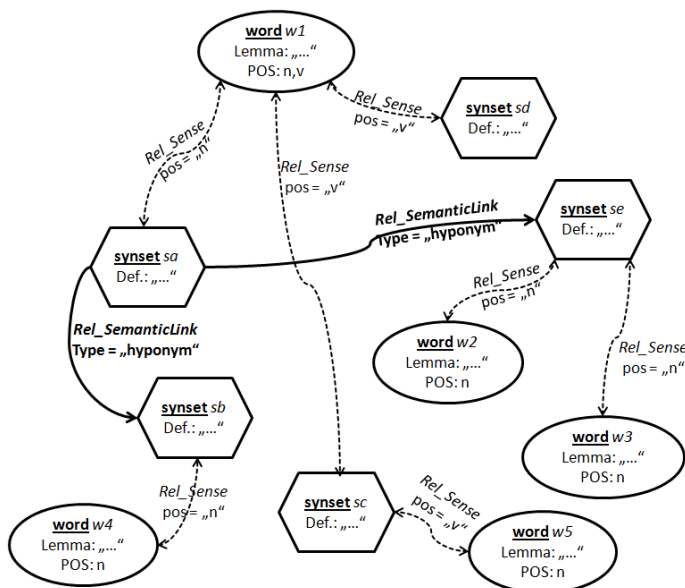 word w1
Lemma: „…“
POS: n,v
Rel_Sense
pos = „v“
synset sd
Def.: „…“
Rel_Sense
pos = „n“
Rel_Sense
pos = „v“
Rel_SemanticLink
Type = „hyponym“
synset se
Def.: „…“
synset sa
Def.: „…“
Rel_Sense
pos = „n“
Rel_SemanticLink
Type = „hyponym“
word w2
Lemma: „…“
POS: n
Rel_Sense
pos = „n“
synset sb
Def.: „…“
word w3
Lemma: „…“
POS: n
Rel_Sense
pos = „n“
synset sc
Def.: „…“
Rel_Sense
pos = „v“
word w4
Lemma: „…“
POS: n
word w5
Lemma: „…“
POS: n